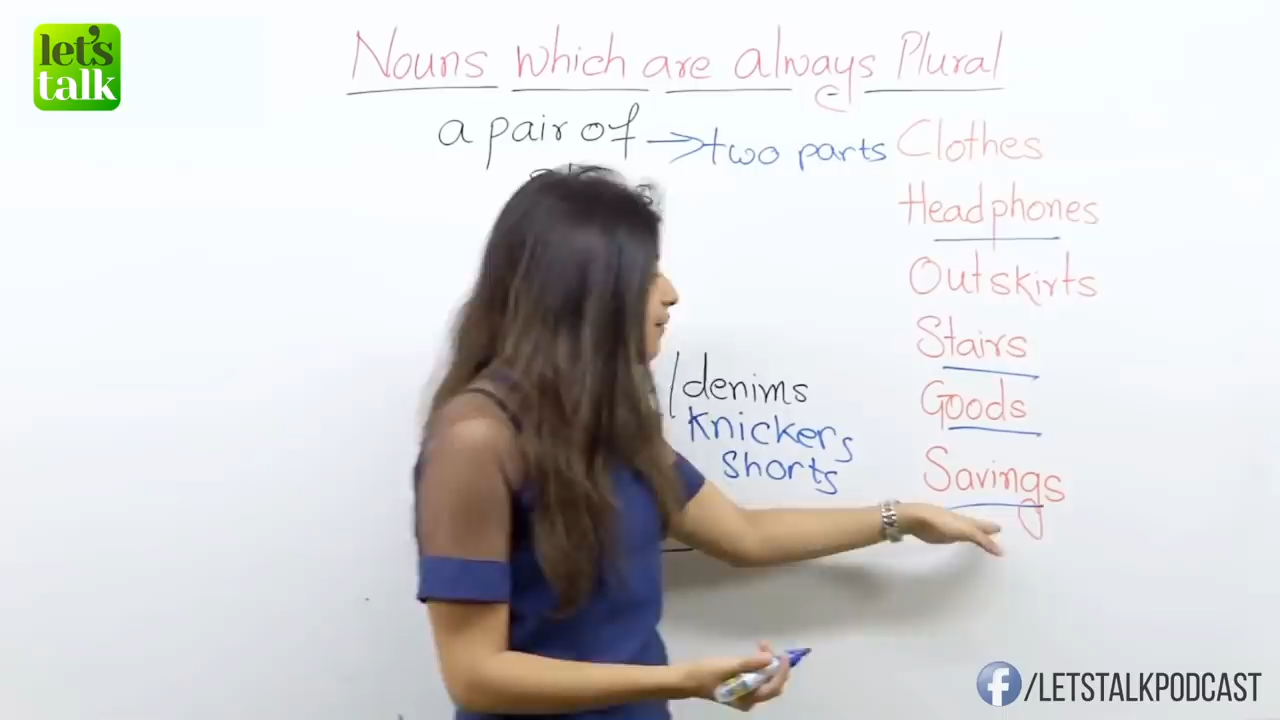 let's
talk
Nouns which are always Plural
a pair of → two parts
Clothes
Headphones
Outskirts
Stairs
Goods
Savings
/denims
Knickers
Shorts
/LETSTALKPODCAST